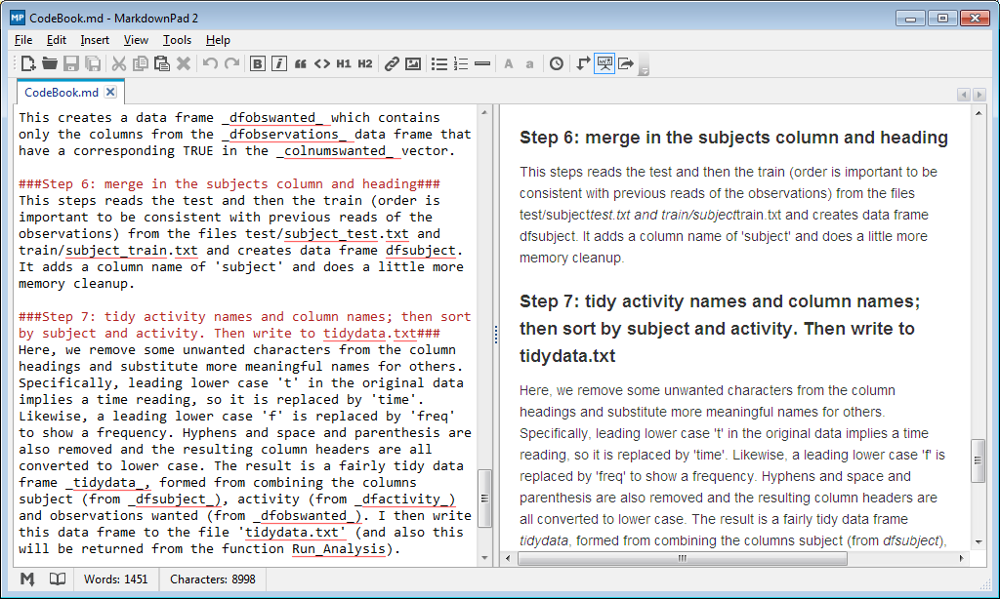 CodeBook.md - MarkdownPad 2
File Edit Insert View Tools Help
B i H1 H2 A a
CodeBook.md
This creates a data frame _dfobswanted_ which contains
only the columns from the _dfobservations_ data frame that
have a corresponding TRUE in the _colnumswanted_ vector.
###Step 6: merge in the subjects column and heading###
This steps reads the test and then the train (order is
important to be consistent with previous reads of the
observations) from the files test/subject_test.txt and
train/subject_train.txt and creates data frame dfsubject.
It adds a column name of 'subject' and does a little more
memory cleanup.
###Step 7: tidy activity names and column names; then sort
by subject and activity. Then write to tidydata.txt###
Here, we remove some unwanted characters from the column
headings and substitute more meaningful names for others.
Specifically, leading lower case 't' in the original data
implies a time reading, so it is replaced by 'time'.
Likewise, a leading lower case 'f' is replaced by 'freq'
to show a frequency. Hyphens and space and parenthesis are
also removed and the resulting column headers are all
converted to lower case. The result is a fairly tidy data
frame _tidydata_, formed from combining the columns
subject (from _dfsubject_), activity (from _dfactivity_)
and observations wanted (from _dfobswanted_). I then write
this data frame to the file 'tidydata.txt' (and also this
will be returned from the function Run_Analysis).
Step 6: merge in the subjects column and heading
This steps reads the test and then the train (order is important to be
consistent with previous reads of the observations) from the files
test/subjecttest.txt and train/subjecttrain.txt and creates data frame
dfsubject. It adds a column name of 'subject' and does a little more
memory cleanup.
Step 7: tidy activity names and column names;
then sort by subject and activity. Then write to
tidydata.txt
Here, we remove some unwanted characters from the column
headings and substitute more meaningful names for others.
Specifically, leading lower case 't' in the original data implies a time
reading, so it is replaced by 'time'. Likewise, a leading lower case 'f' is
replaced by 'freq' to show a frequency. Hyphens and space and
parenthesis are also removed and the resulting column headers are
all converted to lower case. The result is a fairly tidy data frame
tidydata, formed from combining the columns subject (from dfsubject),
Words: 1451 Characters: 8998